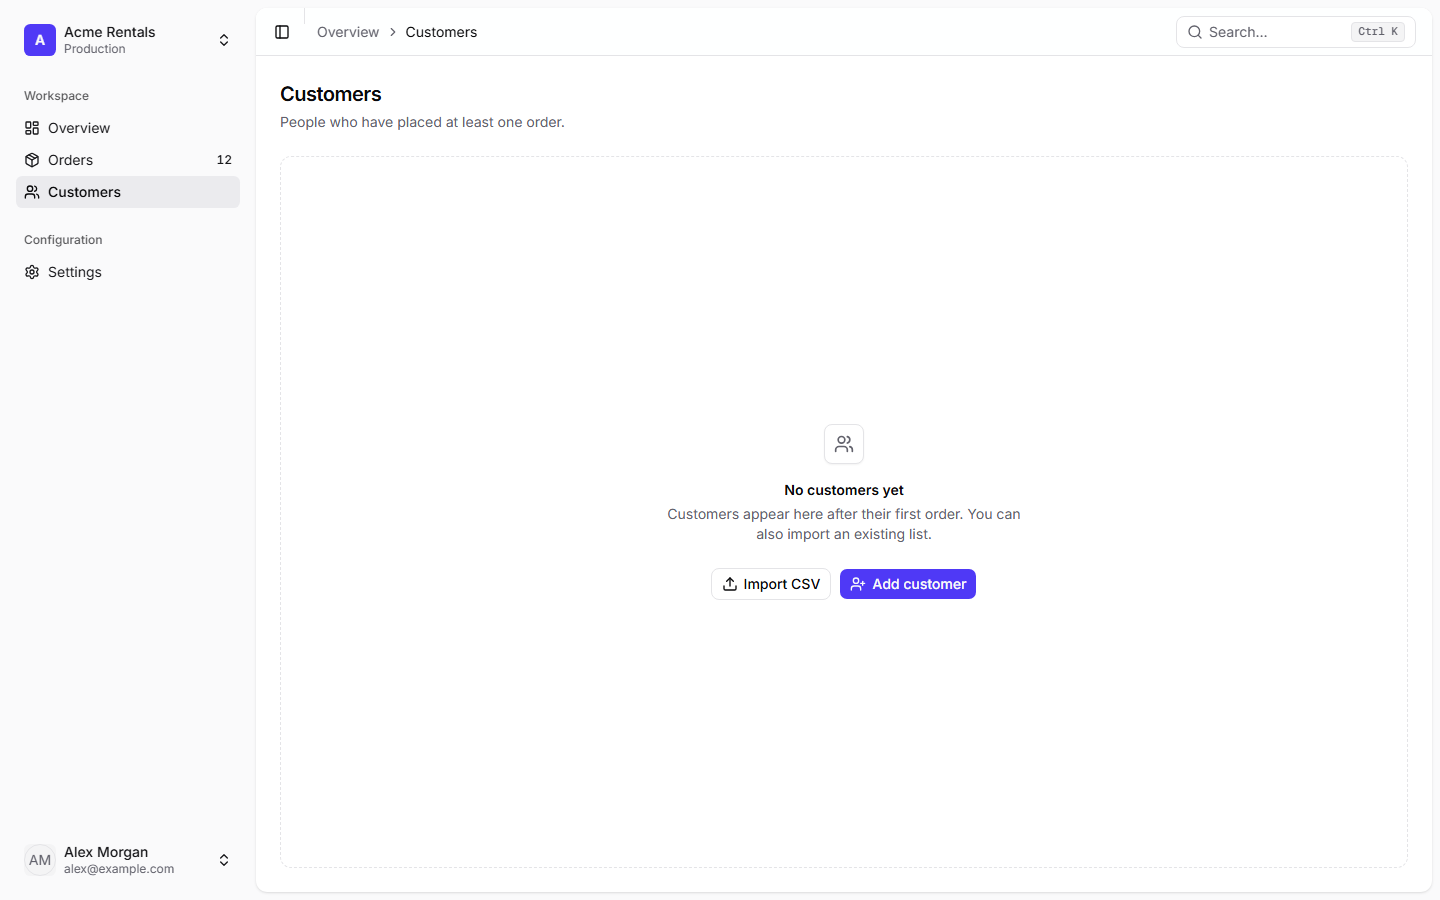 A
Acme Rentals
Production
Workspace
Overview
Orders 12
Customers
Configuration
Settings
AM
Alex Morgan
alex@example.com
Overview Customers
Search... Ctrl K
Customers
People who have placed at least one order.
No customers yet
Customers appear here after their first order. You can
also import an existing list.
Import CSV Add customer